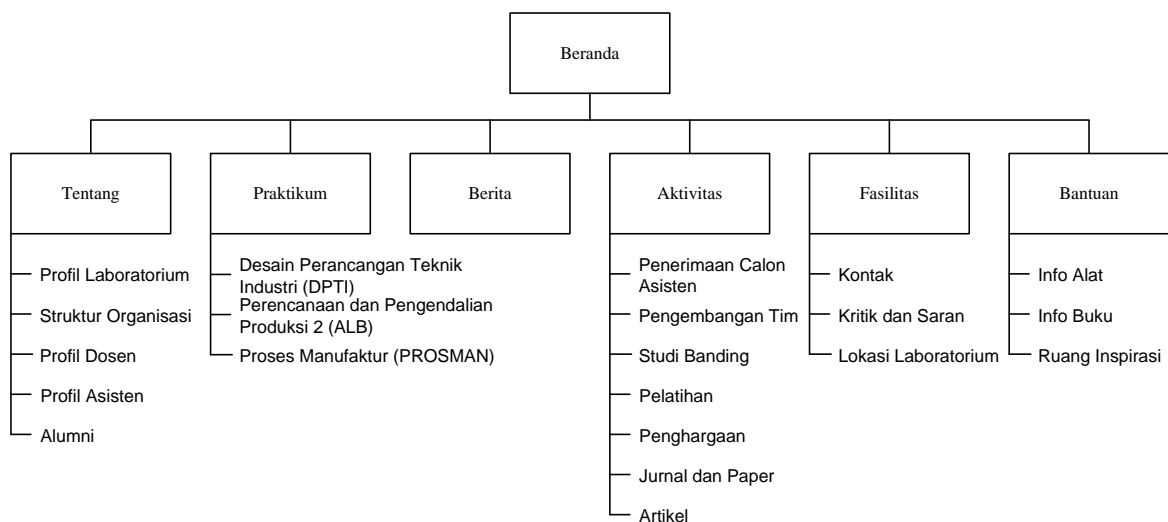 Beranda
Tentang
Praktikum
Berita
Aktivitas
Fasilitas
Bantuan
Profil Laboratorium
Struktur Organisasi
Profil Dosen
Profil Asisten
Alumni
Desain Perancangan Teknik
Industri (DPTI)
Perencanaan dan Pengendalian
Produksi 2 (ALB)
Proses Manufaktur (PROSMAN)
Penerimaan Calon
Asisten
Pengembangan Tim
Studi Banding
Pelatihan
Penghargaan
Jurnal dan Paper
Artikel
Kontak
Kritik dan Saran
Lokasi Laboratorium
Info Alat
Info Buku
Ruang Inspirasi